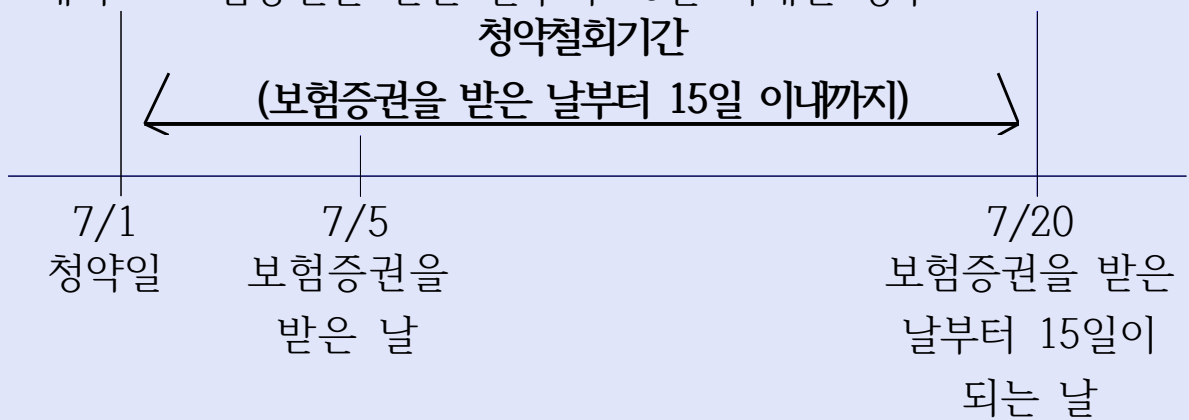 청약철회기간
(보험증권을 받은 날부터 15일 이내까지)
7/1
청약일
7/5
보험증권을
받은 날
7/20
보험증권을 받은
날부터 15일이
되는 날